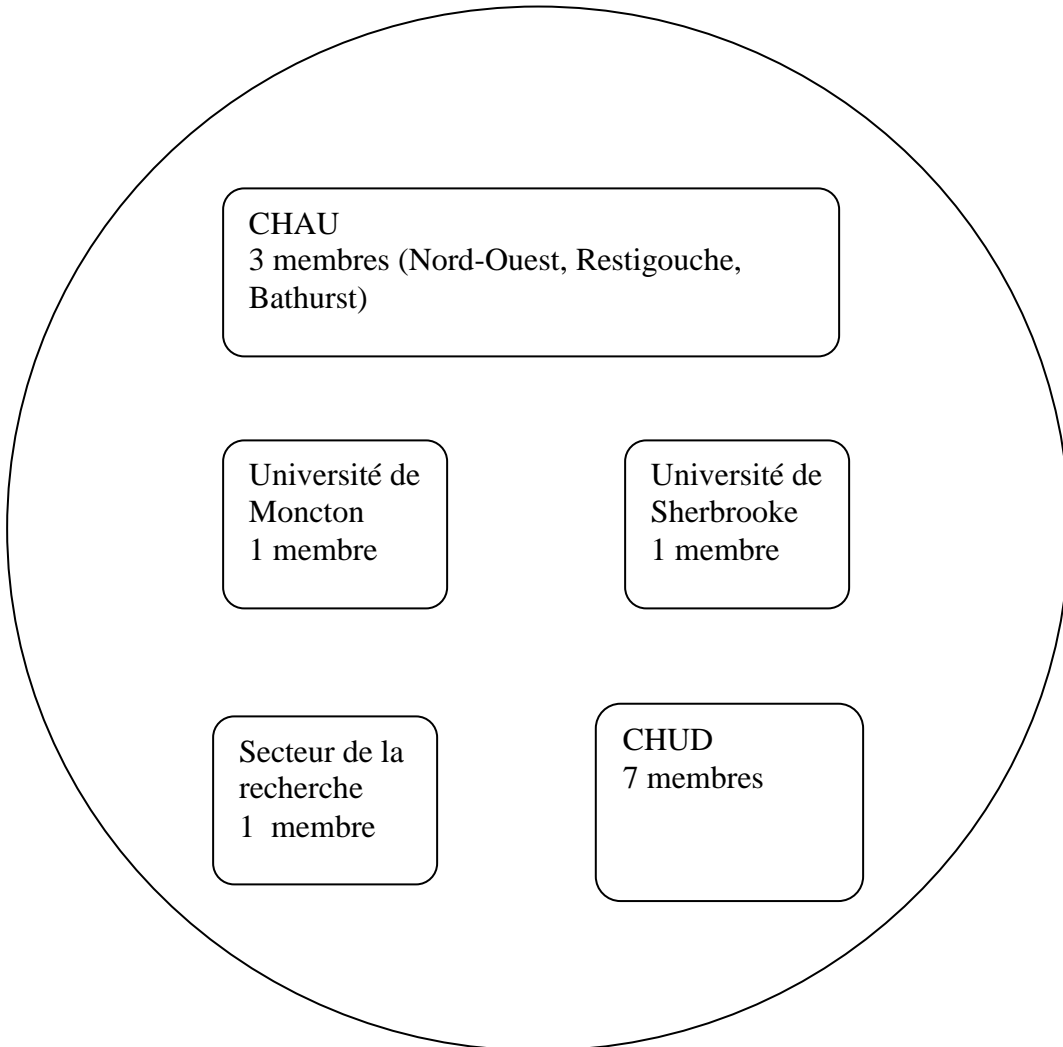 CHAU
3 membres (Nord-Ouest, Restigouche,
Bathurst)
Université de
Moncton
1 membre
Université de
Sherbrooke
1 membre
Secteur de la
recherche
1  membre
CHUD
7 membres